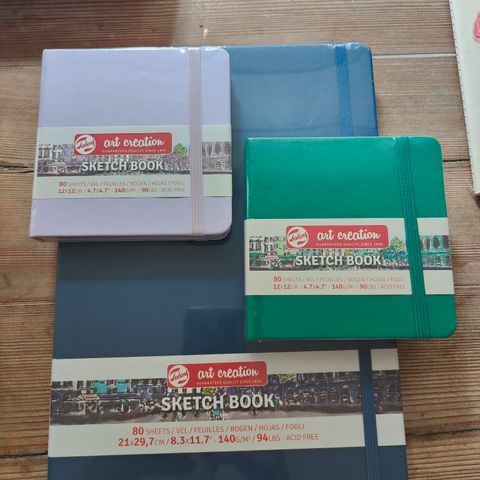 Talens
art creation
GUARANTEED QUALITY SINCE 1899
SKETCH BOOK
80 SHEETS / VEL / FEUILLES / BOGEN / HOJAS / FOGLI
12x12CM / 4.7x4.7" · 140G/M² / 90LBS · ACID FREE
Talens
art creation
GUARANTEED QUALITY SINCE 1899
SKETCH BOOK
80 SHEETS / VEL / FEUILLES / BOGEN / HOJAS / FOGLI
12x12CM / 4.7x4.7" · 140G/M² / 90LBS · ACID FREE
Talens
art creation
GUARANTEED QUALITY SINCE 1899
SKETCH BOOK
80 SHEETS / VEL / FEUILLES / BOGEN / HOJAS / FOGLI
21x29,7CM / 8.3x11.7" · 140G/M² / 94LBS · ACID FREE